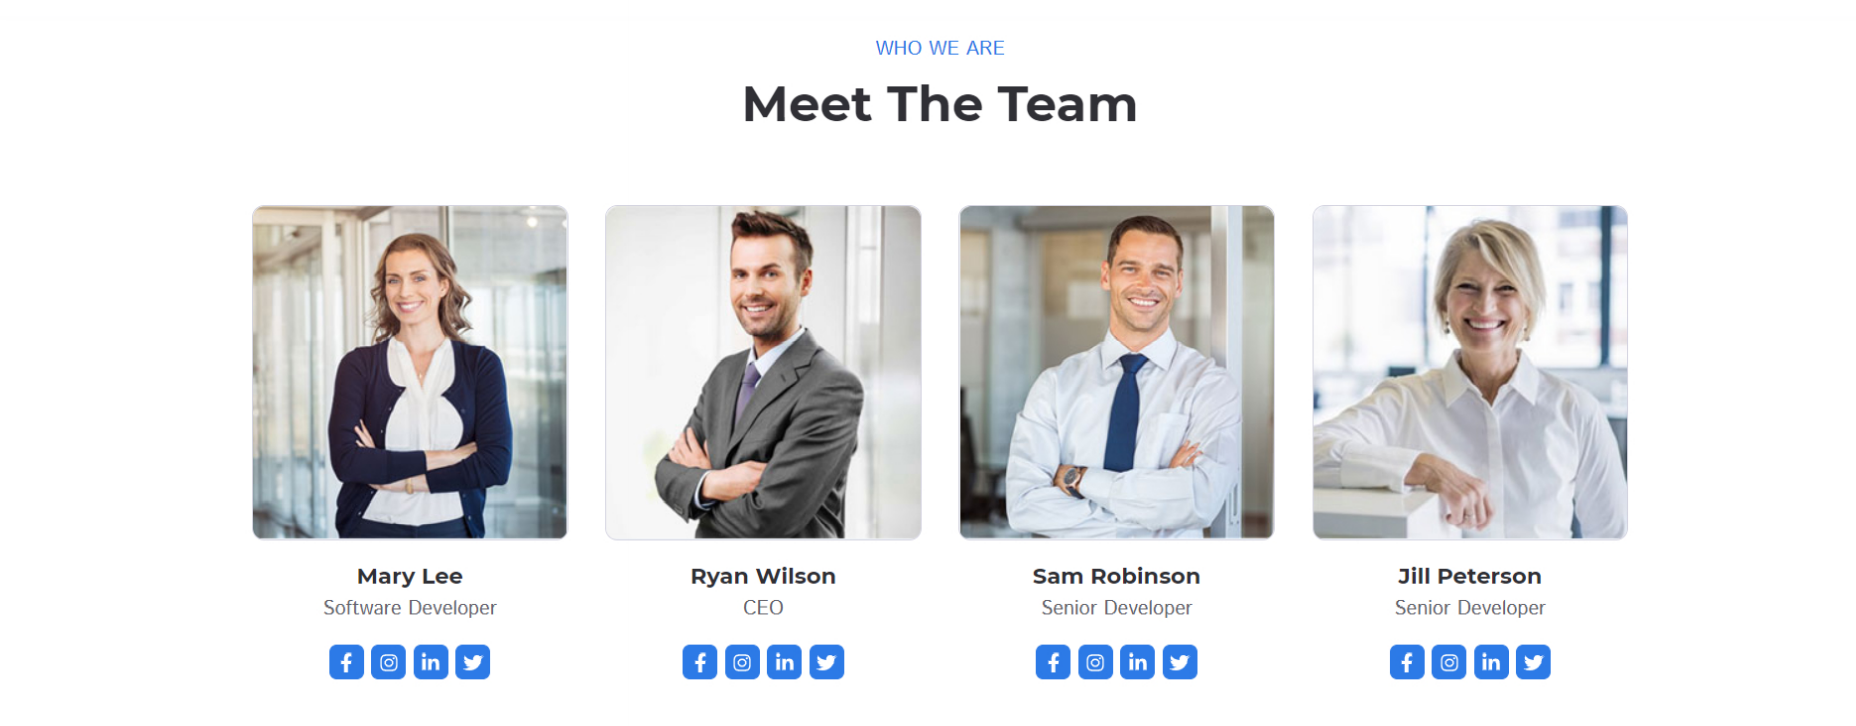 WHO WE ARE
Meet The Team
Mary Lee
Software Developer
Ryan Wilson
CEO
Sam Robinson
Senior Developer
Jill Peterson
Senior Developer